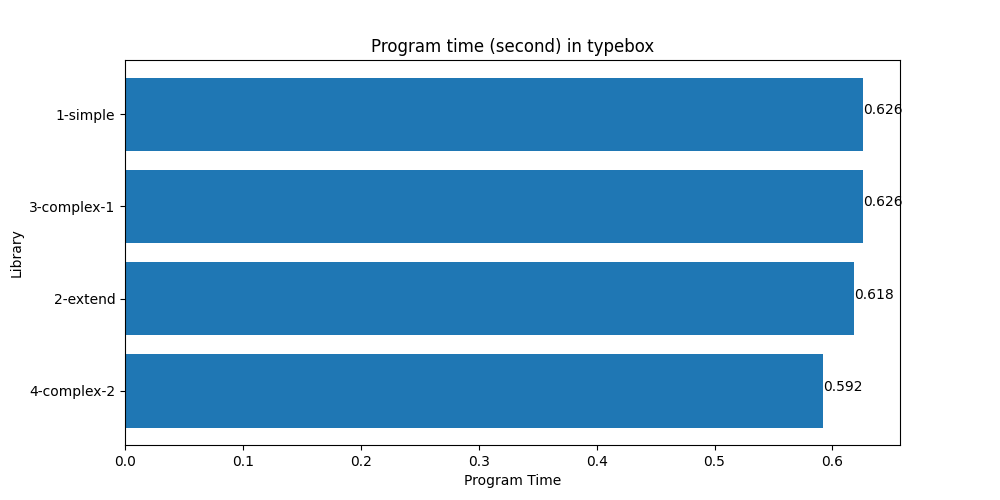 Program time (second) in typebox
1-simple
0.626
3-complex-1
0.626
2-extend
0.618
4-complex-2
0.592
Library
0.0 0.1 0.2 0.3 0.4 0.5 0.6
Program Time